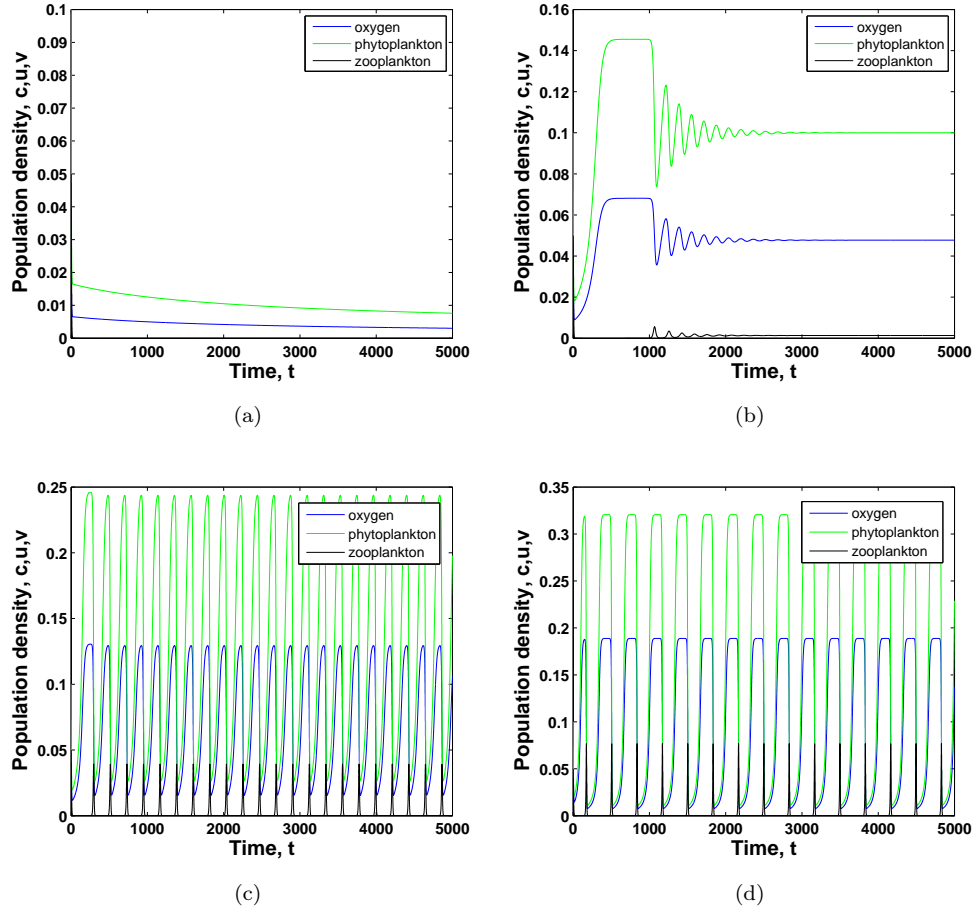 0.1
0.09
0.08
0.07
0.06
0.05
0.04
0.03
0.02
0.01
0
Population density, c,u,v
oxygen
phytoplankton
zooplankton
0 1000 2000 3000 4000 5000
Time, t
(a)
0.16
0.14
0.12
0.1
0.08
0.06
0.04
0.02
0
Population density, c,u,v
oxygen
phytoplankton
zooplankton
0 1000 2000 3000 4000 5000
Time, t
(b)
0.25
0.2
0.15
0.1
0.05
0
Population density, c,u,v
oxygen
phytoplankton
zooplankton
0 1000 2000 3000 4000 5000
Time, t
(c)
0.35
0.3
0.25
0.2
0.15
0.1
0.05
0
Population density, c,u,v
oxygen
phytoplankton
zooplankton
0 1000 2000 3000 4000 5000
Time, t
(d)